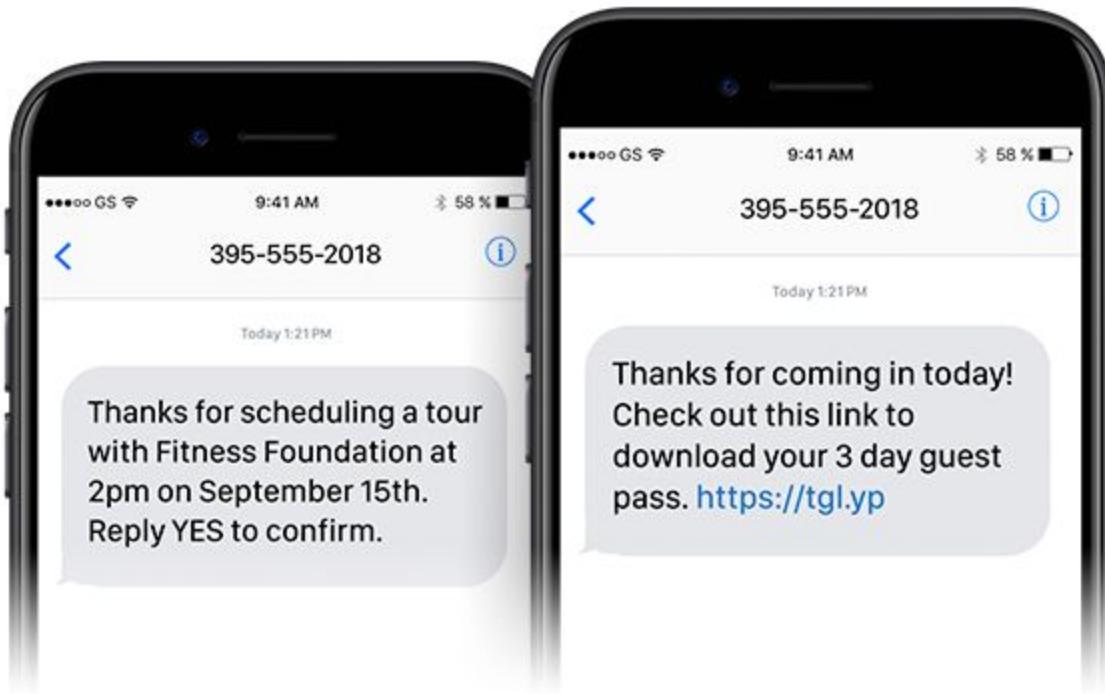 GS 9:41 AM 58 %
395-555-2018
Today 1:21 PM
Thanks for scheduling a tour
with Fitness Foundation at
2pm on September 15th.
Reply YES to confirm.
GS 9:41 AM 58 %
395-555-2018
Today 1:21 PM
Thanks for coming in today!
Check out this link to
download your 3 day guest
pass. https://tgl.yp